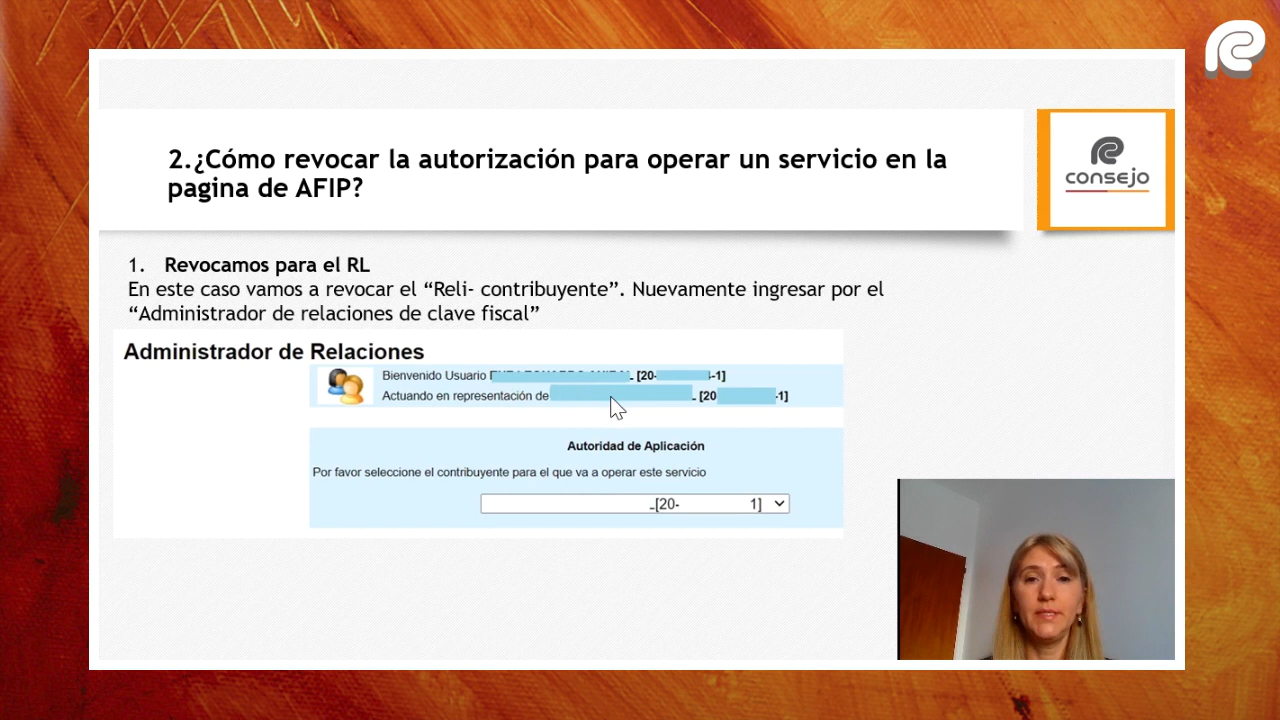 2.¿Cómo revocar la autorización para operar un servicio en la
pagina de AFIP?
consejo
1. Revocamos para el RL
En este caso vamos a revocar el “Reli- contribuyente”. Nuevamente ingresar por el
“Administrador de relaciones de clave fiscal”
Administrador de Relaciones
Bienvenido Usuario [20- -1]
Actuando en representación de [20 -1]
Autoridad de Aplicación
Por favor seleccione el contribuyente para el que va a operar este servicio
[20- 1]